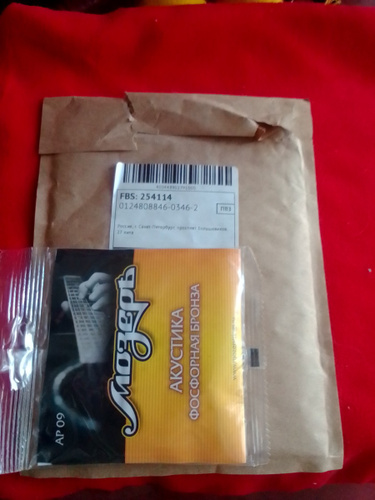 FBS: 254114
0124808846-0346-2
ПВЗ
Мозеръ
АКУСТИКА
ФОСФОРНАЯ БРОНЗА
AP 09